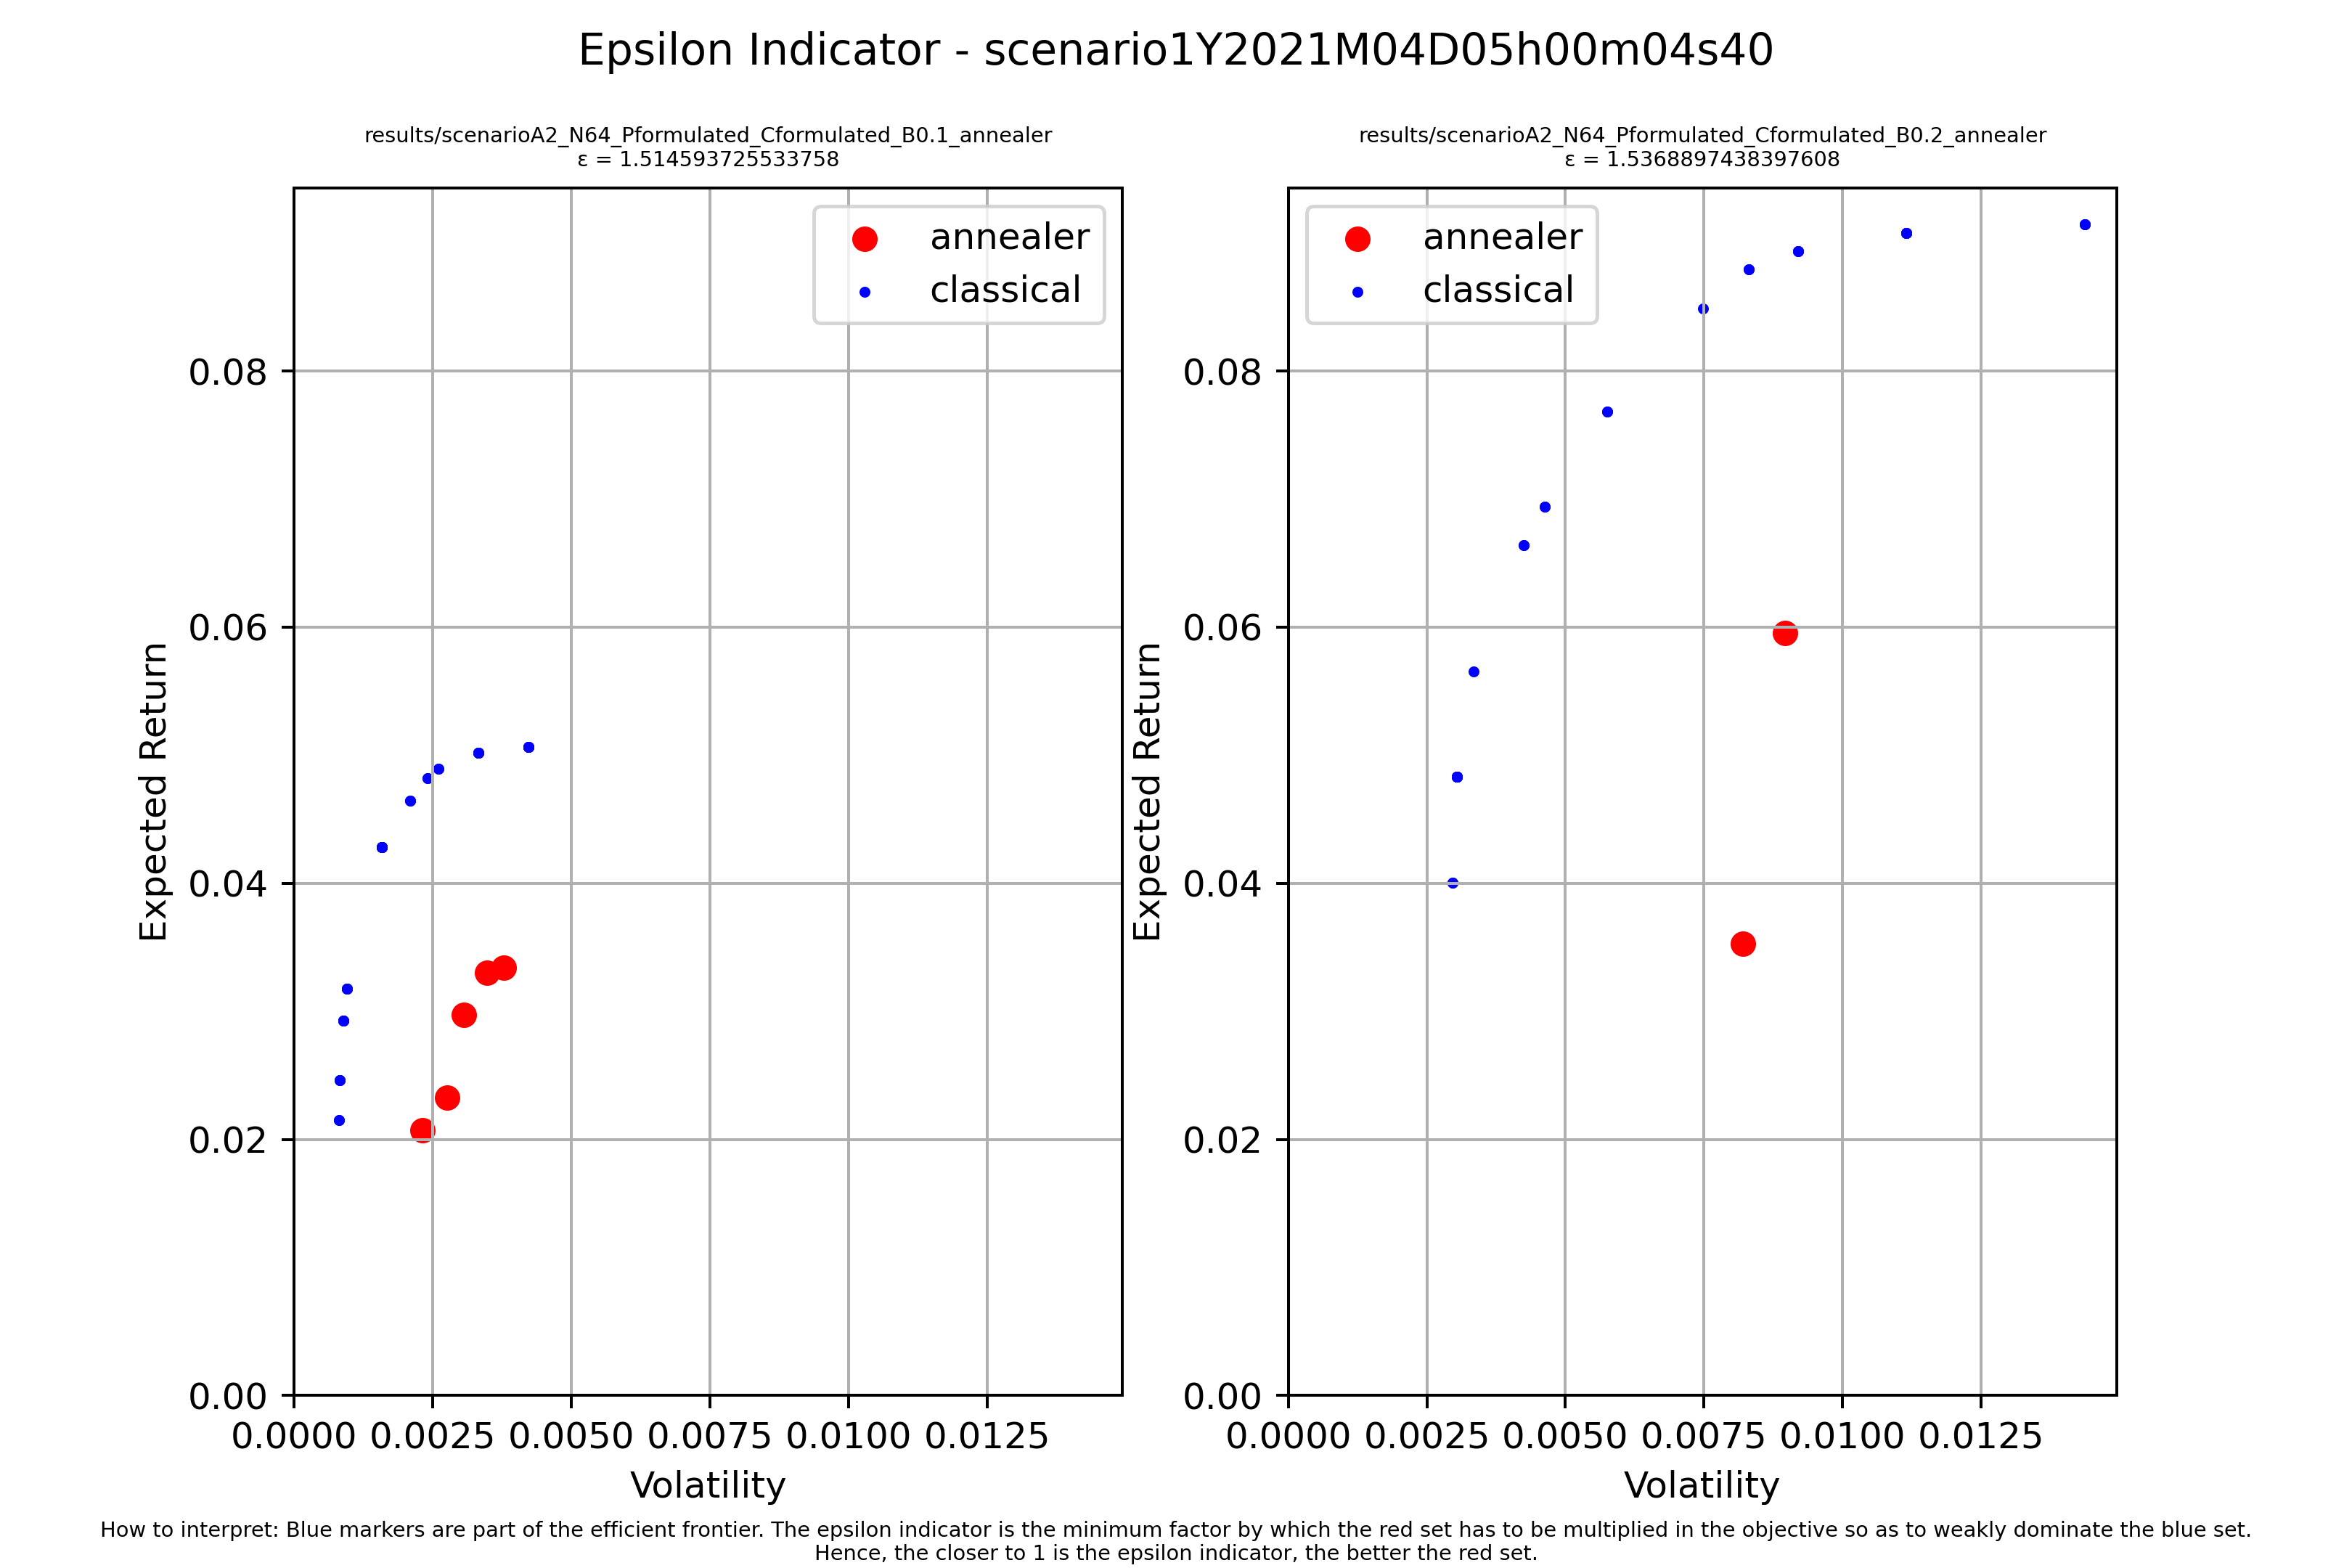 Epsilon Indicator - scenario1Y2021M04D05h00m04s40
results/scenarioA2_N64_Pformulated_Cformulated_B0.1_annealer
ε = 1.514593725533758
annealer
classical
0.08
0.06
0.04
0.02
0.00
Expected Return
0.0000 0.0025 0.0050 0.0075 0.0100 0.0125
Volatility
results/scenarioA2_N64_Pformulated_Cformulated_B0.2_annealer
ε = 1.5368897438397608
annealer
classical
0.08
0.06
0.04
0.02
0.00
Expected Return
0.0000 0.0025 0.0050 0.0075 0.0100 0.0125
Volatility
How to interpret: Blue markers are part of the efficient frontier. The epsilon indicator is the minimum factor by which the red set has to be multiplied in the objective so as to weakly dominate the blue set.
Hence, the closer to 1 is the epsilon indicator, the better the red set.